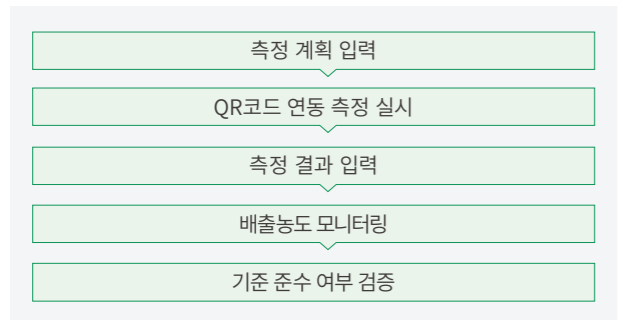 측정 계획 입력
QR코드 연동 측정 실시
측정 결과 입력
배출농도 모니터링
기준 준수 여부 검증